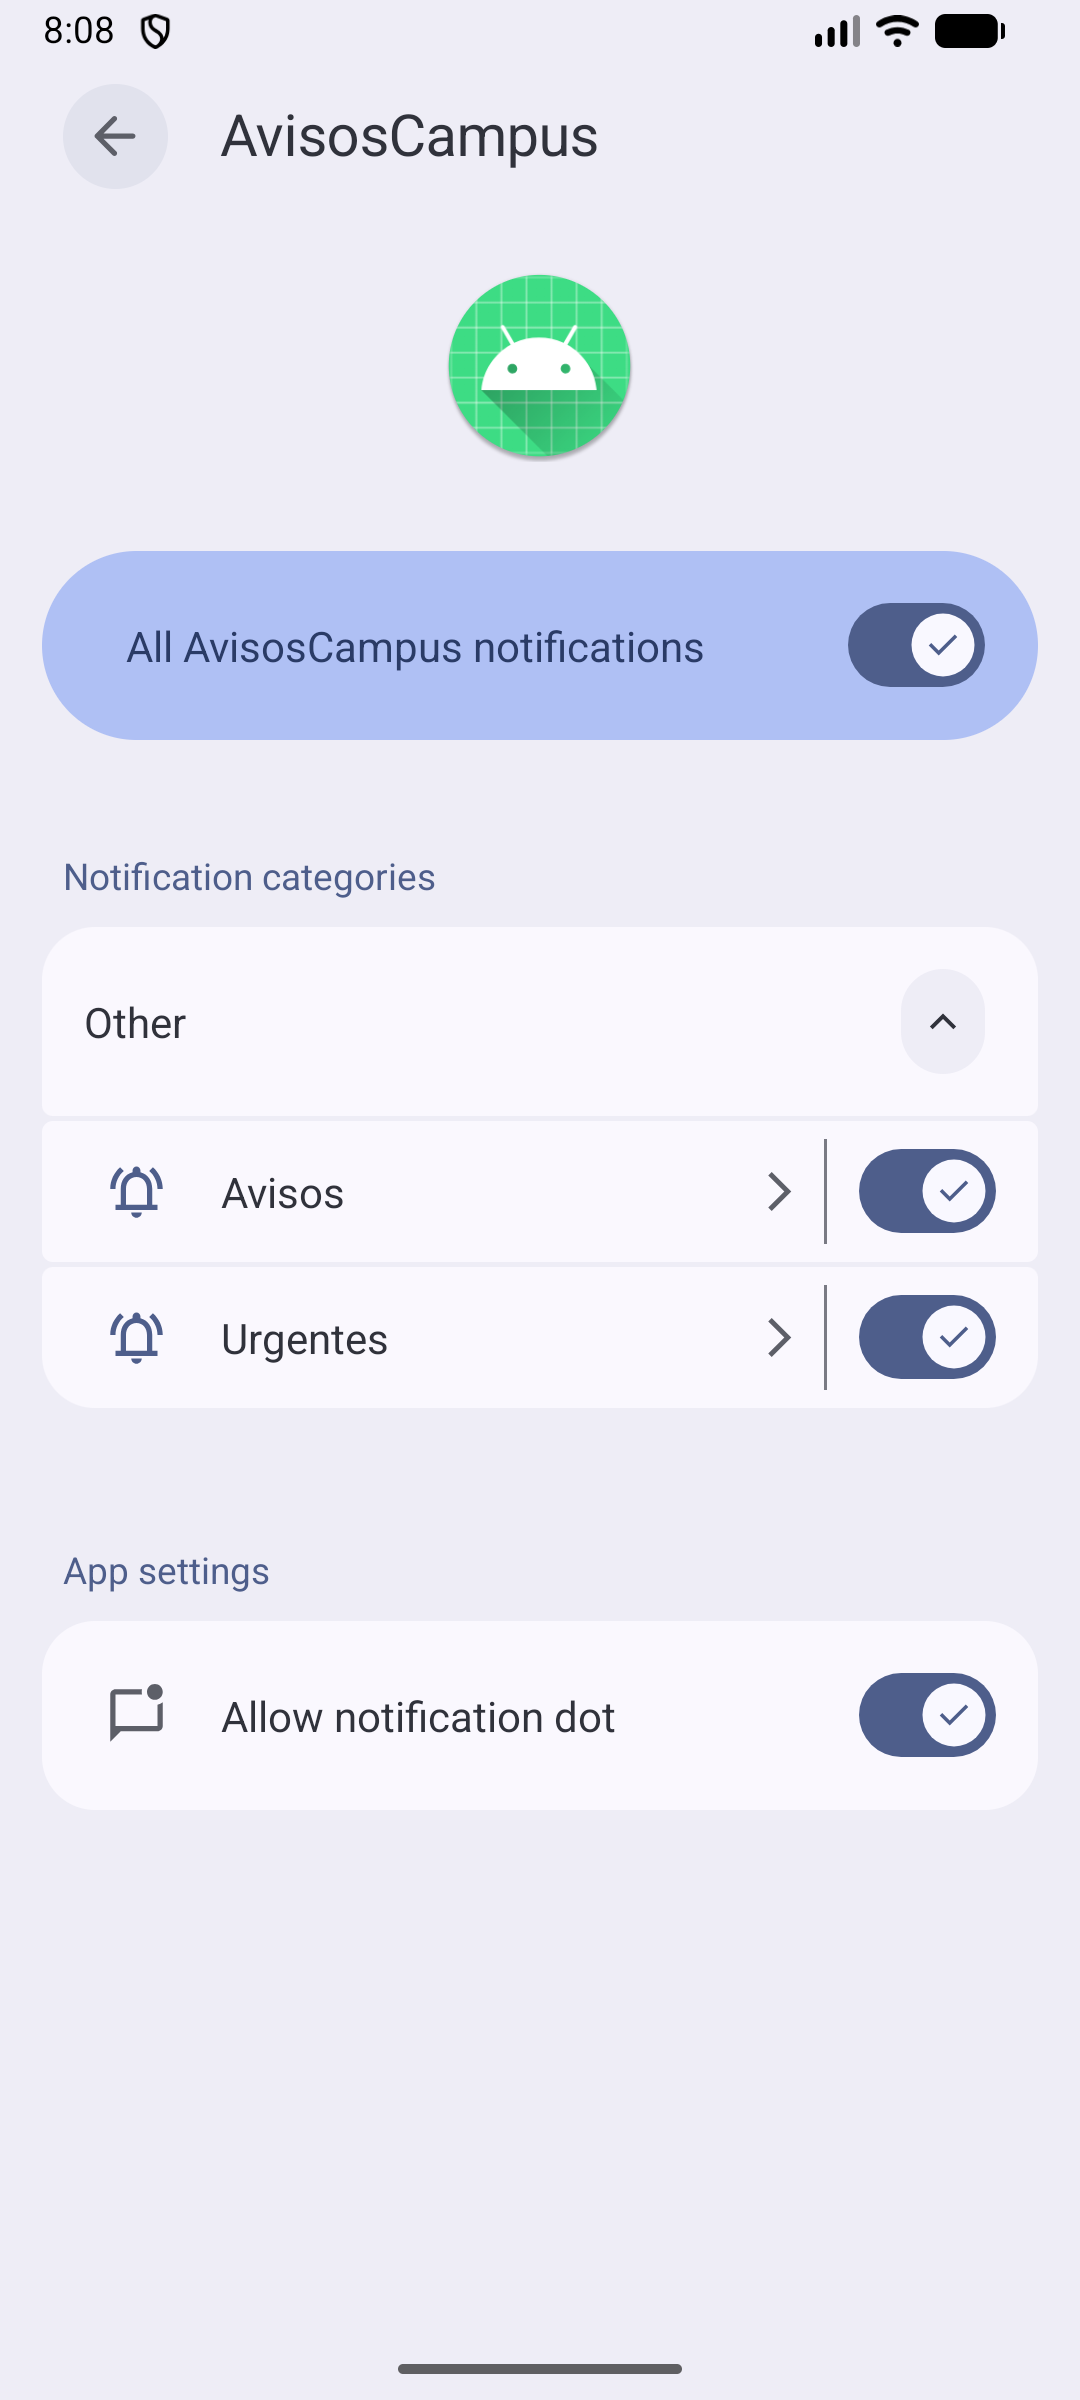 8:08
AvisosCampus
All AvisosCampus notifications
Notification categories
Other
Avisos
Urgentes
App settings
Allow notification dot